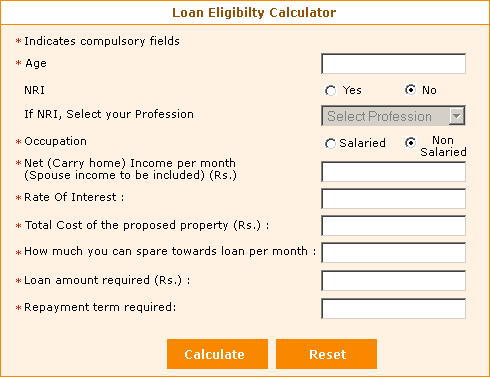 Loan Eligibilty Calculator
* Indicates compulsory fields
* Age
NRI Yes No
If NRI, Select your Profession Select Profession
* Occupation Salaried Non Salaried
* Net (Carry home) Income per month
(Spouse income to be included) (Rs.)
* Rate Of Interest :
* Total Cost of the proposed property (Rs.) :
* How much you can spare towards loan per month :
* Loan amount required (Rs.) :
* Repayment term required:
Calculate Reset